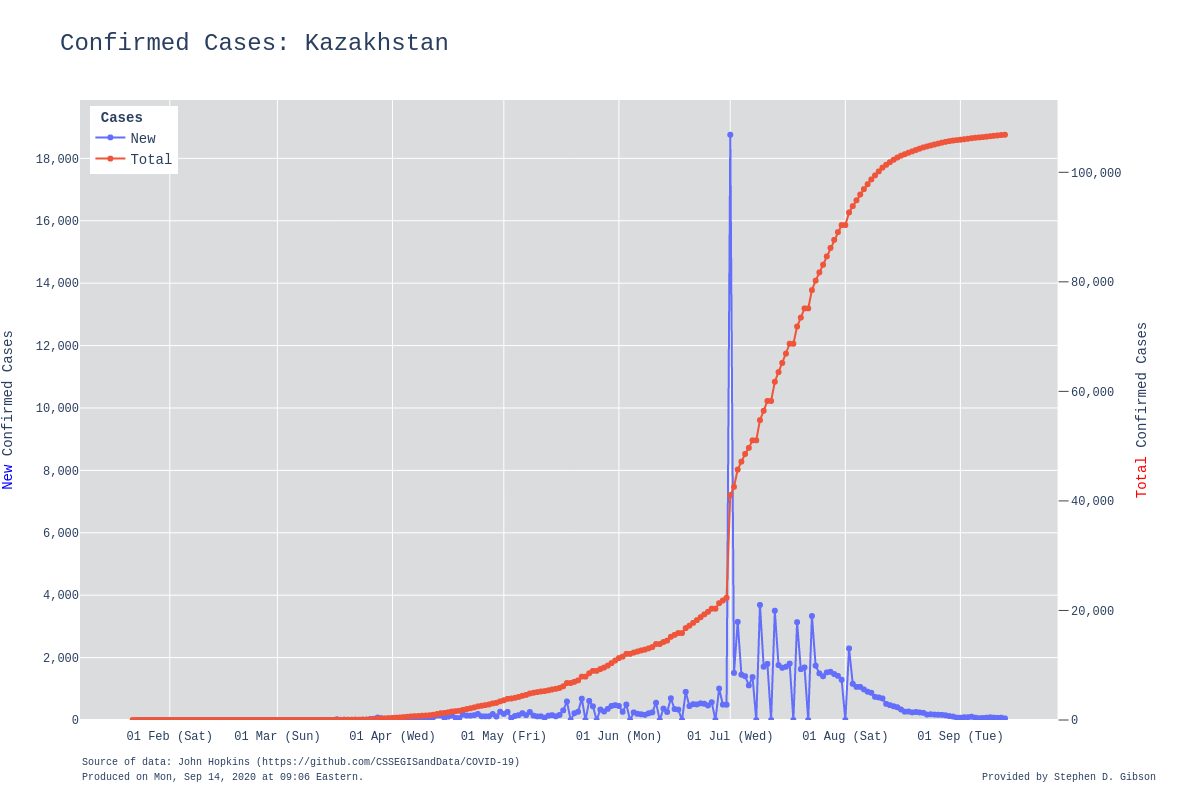 Confirmed Cases: Kazakhstan
Cases
New
Total
18,000
16,000
14,000
12,000
10,000
8,000
6,000
4,000
2,000
0
New Confirmed Cases
100,000
80,000
60,000
40,000
20,000
0
Total Confirmed Cases
01 Feb (Sat) 01 Mar (Sun) 01 Apr (Wed) 01 May (Fri) 01 Jun (Mon) 01 Jul (Wed) 01 Aug (Sat) 01 Sep (Tue)
Source of data: John Hopkins (https://github.com/CSSEGISandData/COVID-19)
Produced on Mon, Sep 14, 2020 at 09:06 Eastern.
Provided by Stephen D. Gibson